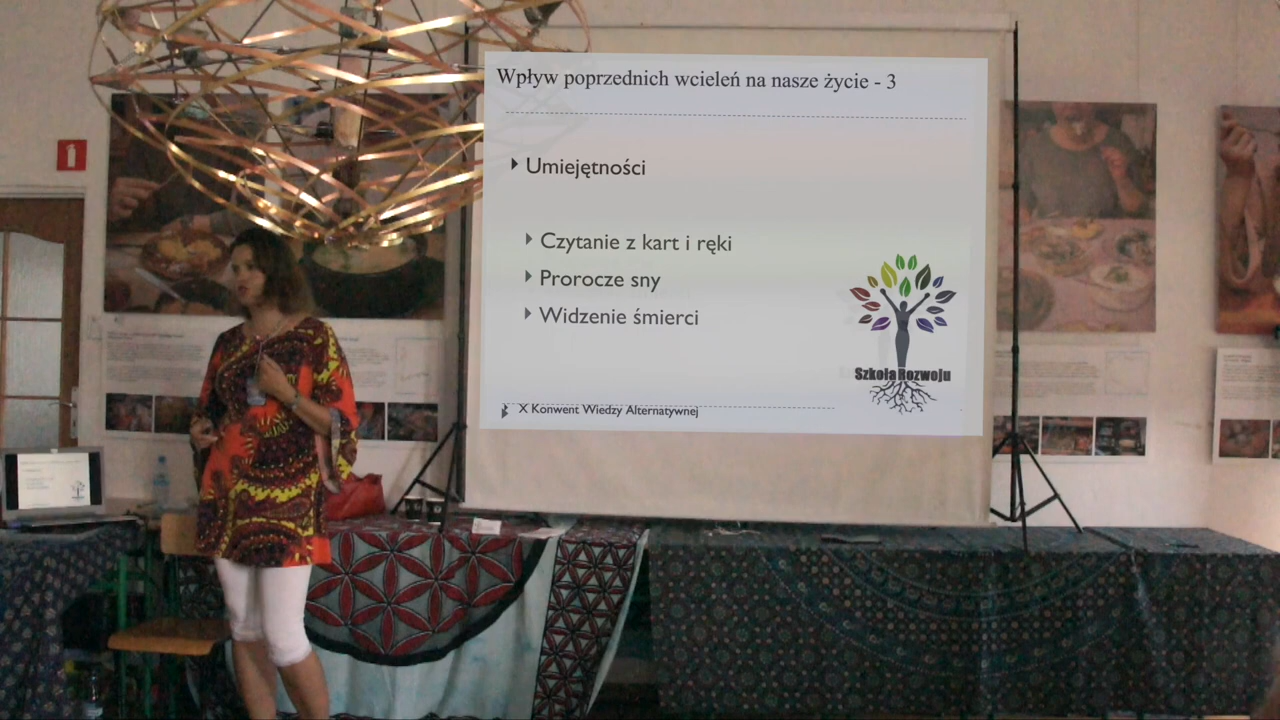 Wpływ poprzednich wcieleń na nasze życie - 3
Umiejętności
Czytanie z kart i ręki
Prorocze sny
Widzenie śmierci
Szkoła Rozwoju
X Konwent Wiedzy Alternatywnej